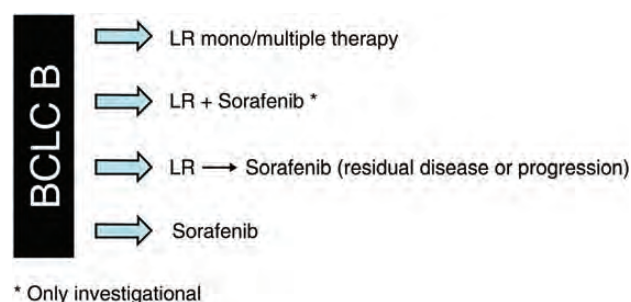 BCLC B
LR mono/multiple therapy
LR + Sorafenib *
LR → Sorafenib (residual disease or progression)
Sorafenib
* Only investigational